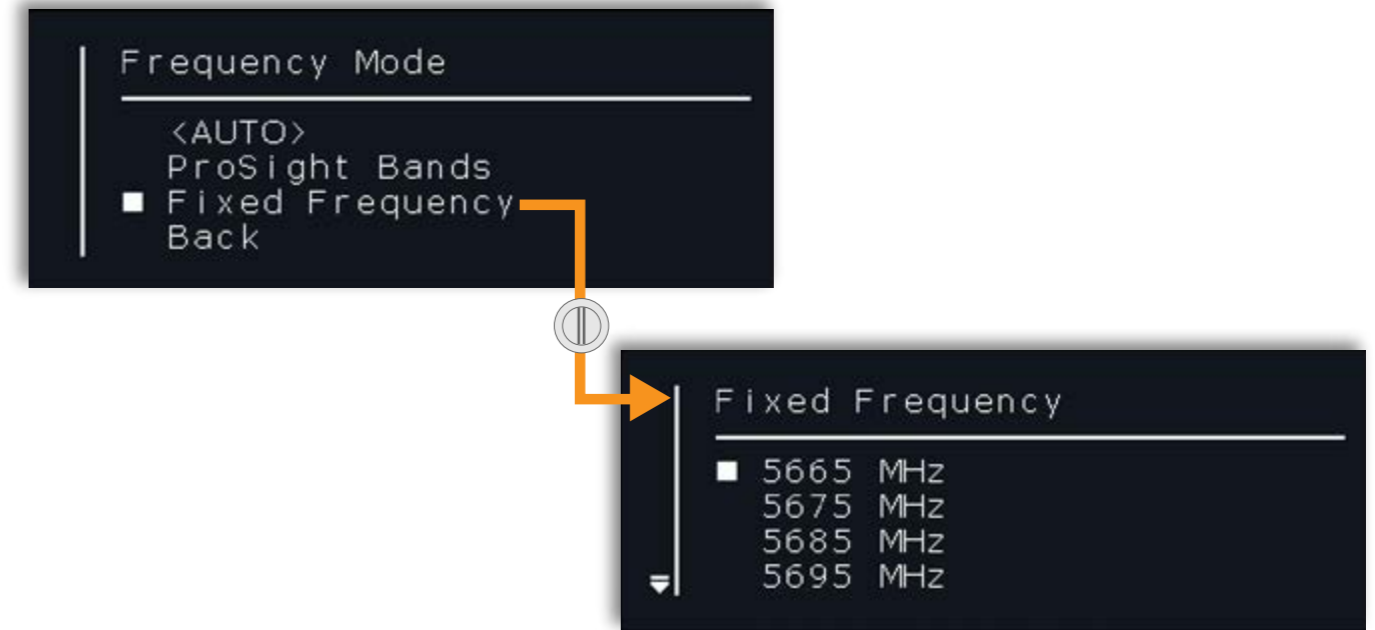 Frequency Mode
<AUTO>
ProSight Bands
Fixed Frequency
Back
Fixed Frequency
5665 MHz
5675 MHz
5685 MHz
5695 MHz